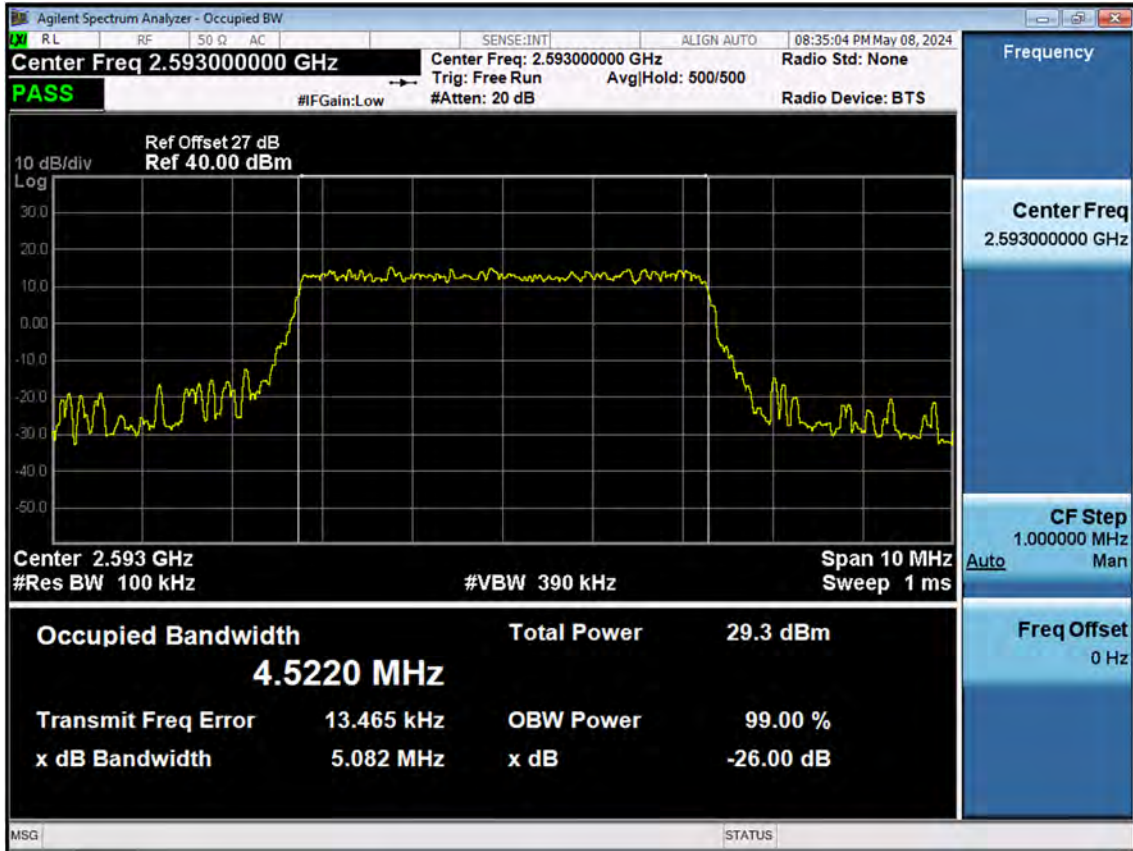 Agilent Spectrum Analyzer - Occupied BW
LXI RL RF 50 Ω AC SENSE:INT ALIGN AUTO 08:35:04 PM May 08, 2024
Center Freq 2.593000000 GHz
Center Freq: 2.593000000 GHz
Radio Std: None
Trig: Free Run Avg|Hold: 500/500
PASS
#IFGain:Low
#Atten: 20 dB
Radio Device: BTS
Ref Offset 27 dB
10 dB/div Ref 40.00 dBm
Log
30.0
20.0
10.0
0.00
-10.0
-20.0
-30.0
-40.0
-50.0
Center 2.593 GHz Span 10 MHz
#Res BW 100 kHz #VBW 390 kHz Sweep 1 ms
Occupied Bandwidth Total Power 29.3 dBm
4.5220 MHz
Transmit Freq Error 13.465 kHz OBW Power 99.00 %
x dB Bandwidth 5.082 MHz x dB -26.00 dB
MSG STATUS
Frequency
Center Freq
2.593000000 GHz
CF Step
1.000000 MHz
Auto Man
Freq Offset
0 Hz